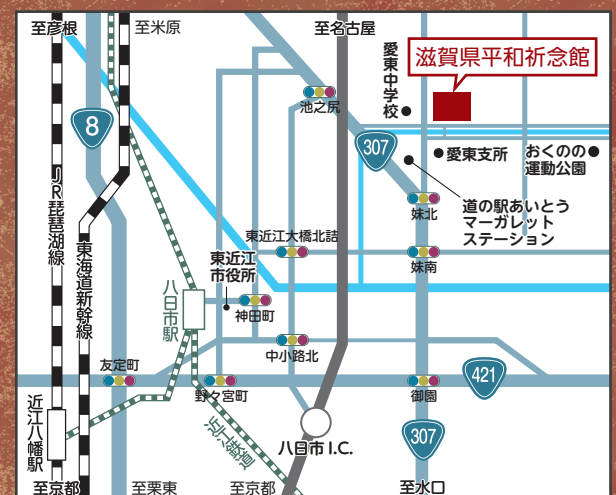 至彦根
至米原
至名古屋
滋賀県平和祈念館
愛東中学校
8
池之尻
307
愛東支所
おくのの
運動公園
道の駅あいとう
マーガレット
ステーション
妹北
JR琵琶湖線
東海道新幹線
東近江大橋北詰
妹南
東近江
市役所
八日市駅
神田町
中小路北
友定町
野々宮町
421
御園
近江八幡駅
近江鉄道
八日市 I.C.
307
至京都
至栗東
至京都
至水口